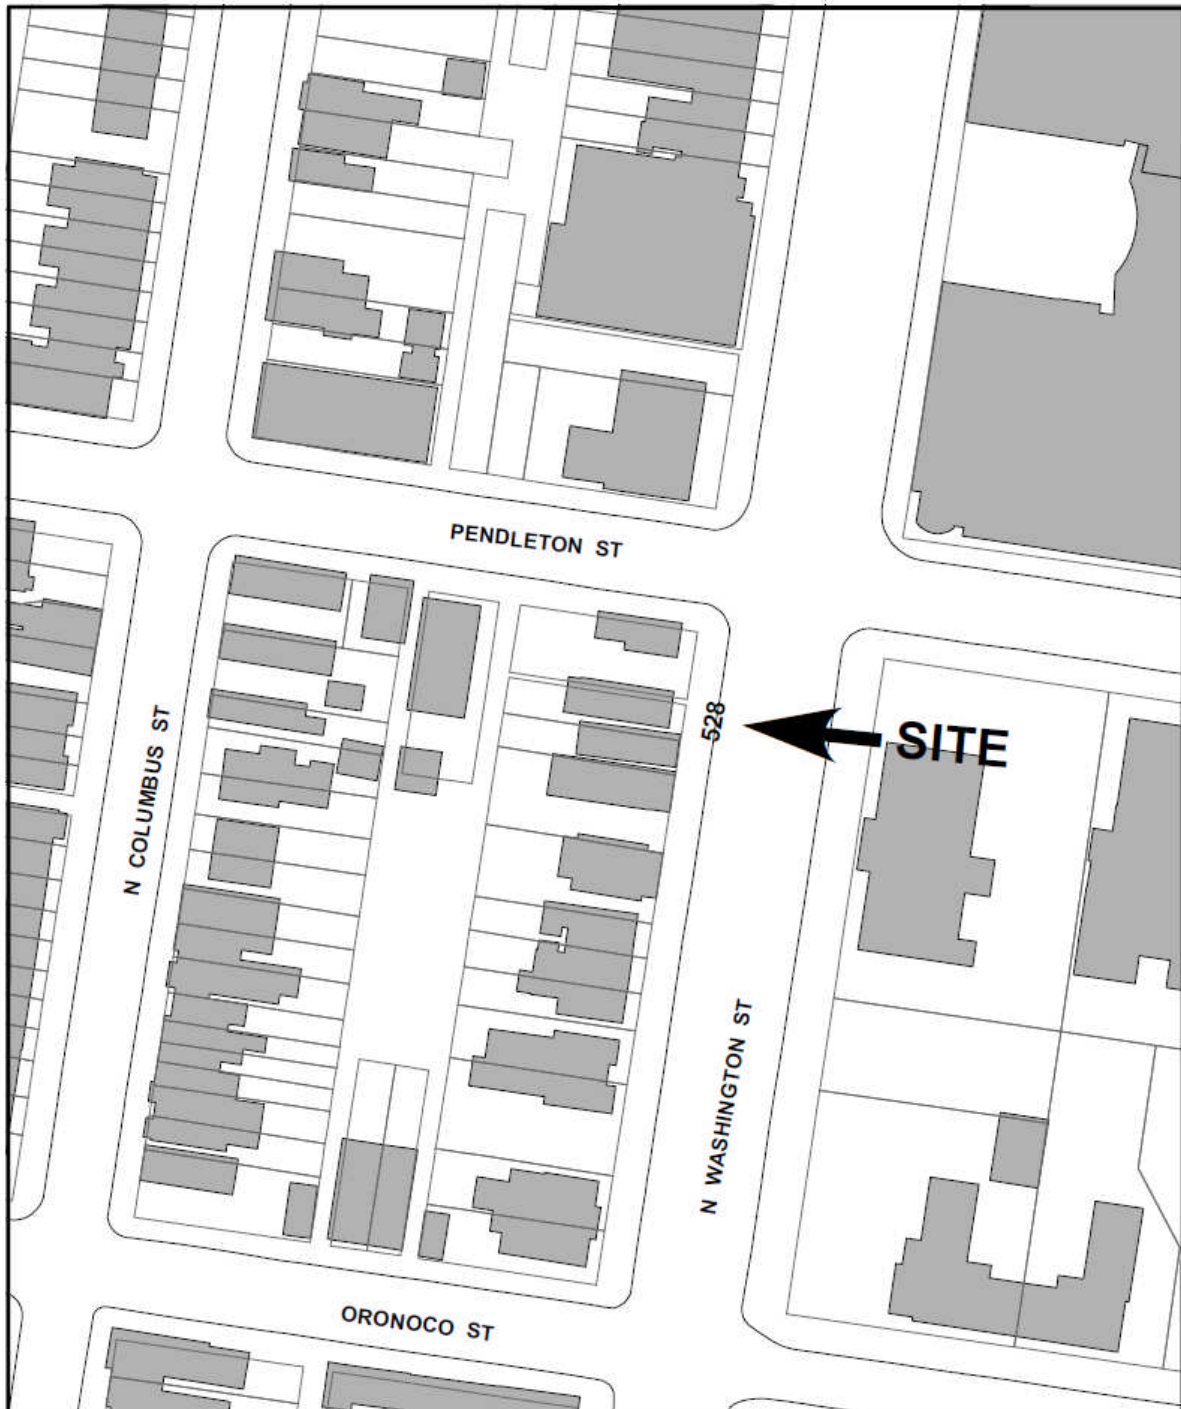 PENDLETON ST
528
SITE
N COLUMBUS ST
N WASHINGTON ST
ORONOCO ST